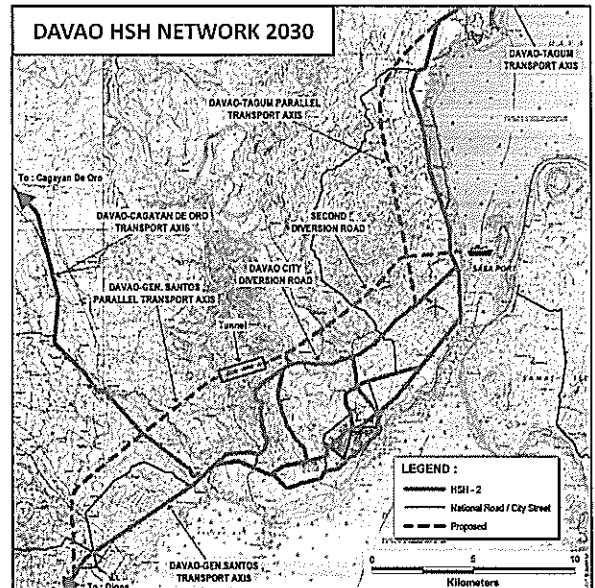 DAVAO HSH NETWORK 2030
DAVAO-TAGUM
TRANSPORT AXIS
DAVAO-TAGUM PARALLEL
TRANSPORT AXIS
To : Cagayan De Oro
DAVAO-CAGAYAN DE ORO
TRANSPORT AXIS
SECOND
DIVERSION ROAD
DAVAO CITY
DIVERSION ROAD
DAVAO-GEN. SANTOS
PARALLEL TRANSPORT AXIS
SASA PORT
Tunnel
LEGEND :
HSH - 2
National Road / City Street
Proposed
DAVAO-GEN.SANTOS
TRANSPORT AXIS
To : Digos
0 5 10
Kilometers